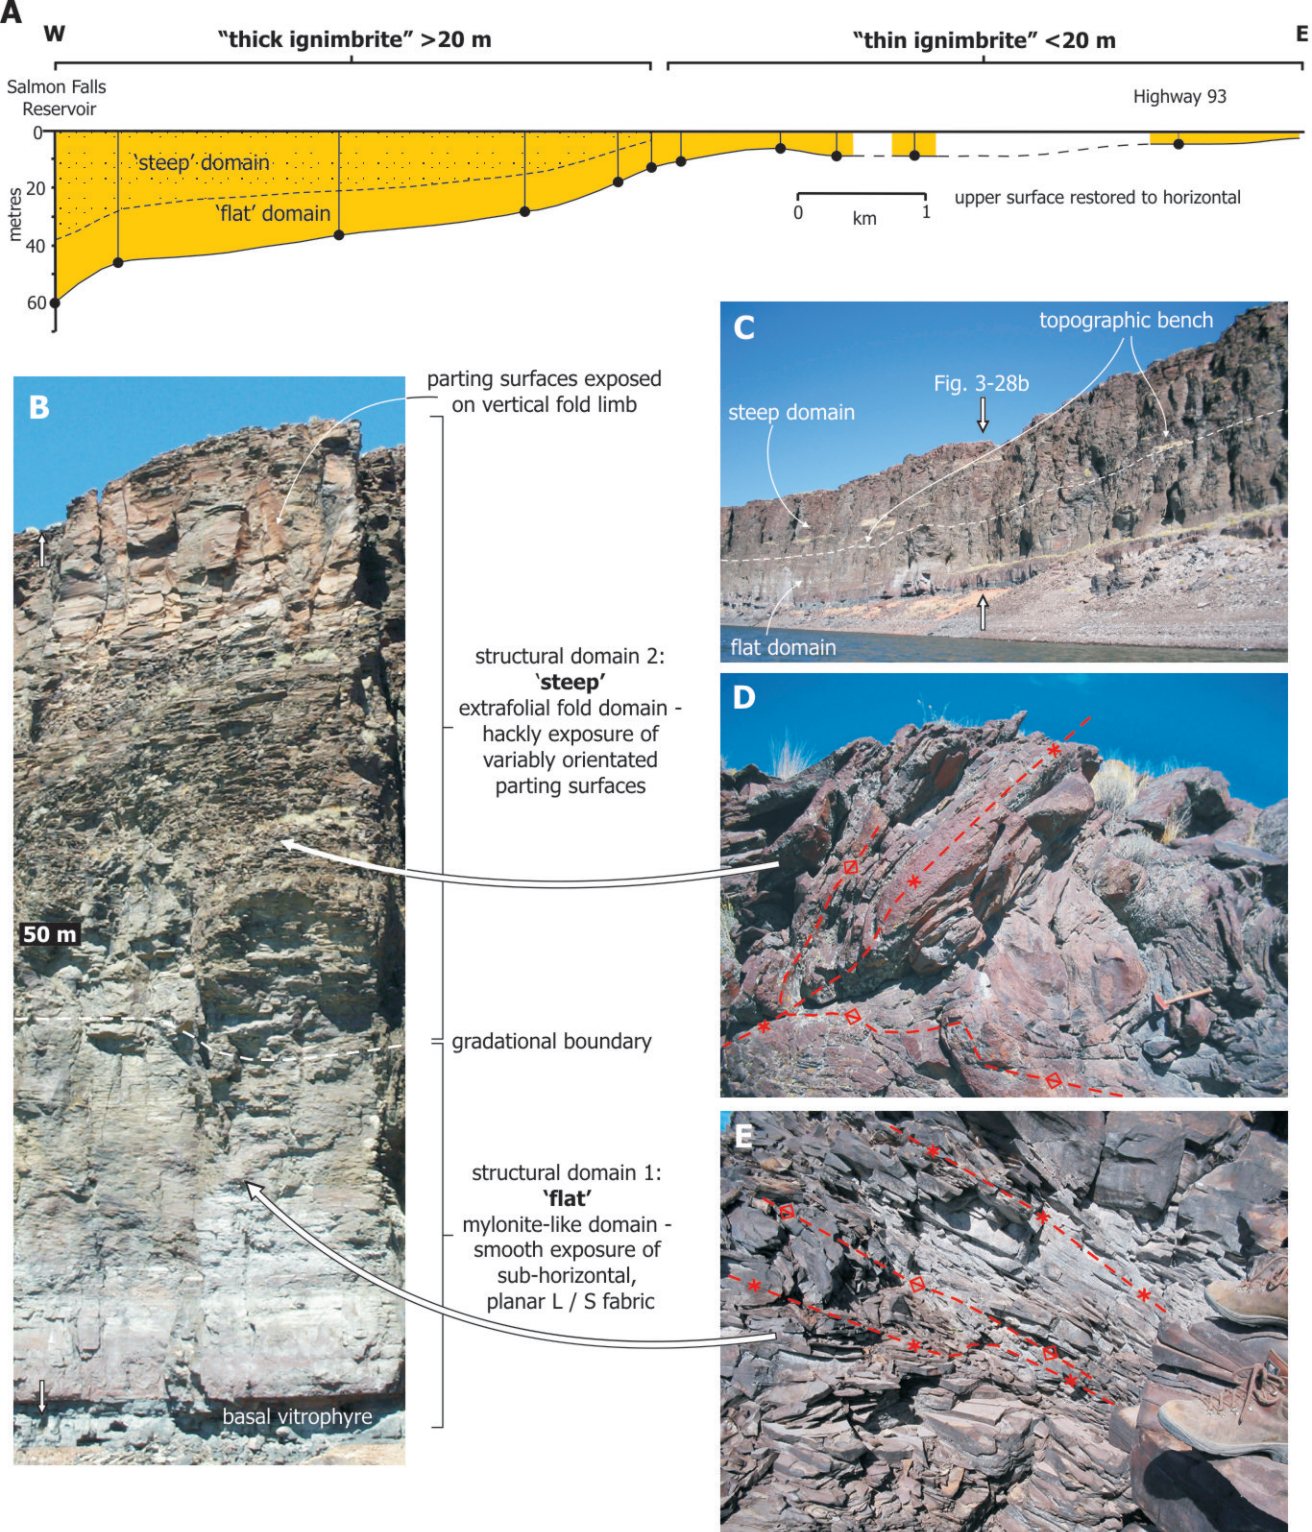 A
W
“thick ignimbrite” >20 m
“thin ignimbrite” <20 m
E
Salmon Falls
Reservoir
Highway 93
0
20
40
60
metres
‘steep’ domain
‘flat’ domain
0
1
km
upper surface restored to horizontal
B
parting surfaces exposed
on vertical fold limb
structural domain 2:
‘steep’
extrafolial fold domain -
hackly exposure of
variably orientated
parting surfaces
50 m
gradational boundary
structural domain 1:
‘flat’
mylonite-like domain -
smooth exposure of
sub-horizontal,
planar L / S fabric
basal vitrophyre
C
topographic bench
Fig. 3-28b
steep domain
flat domain
D
E